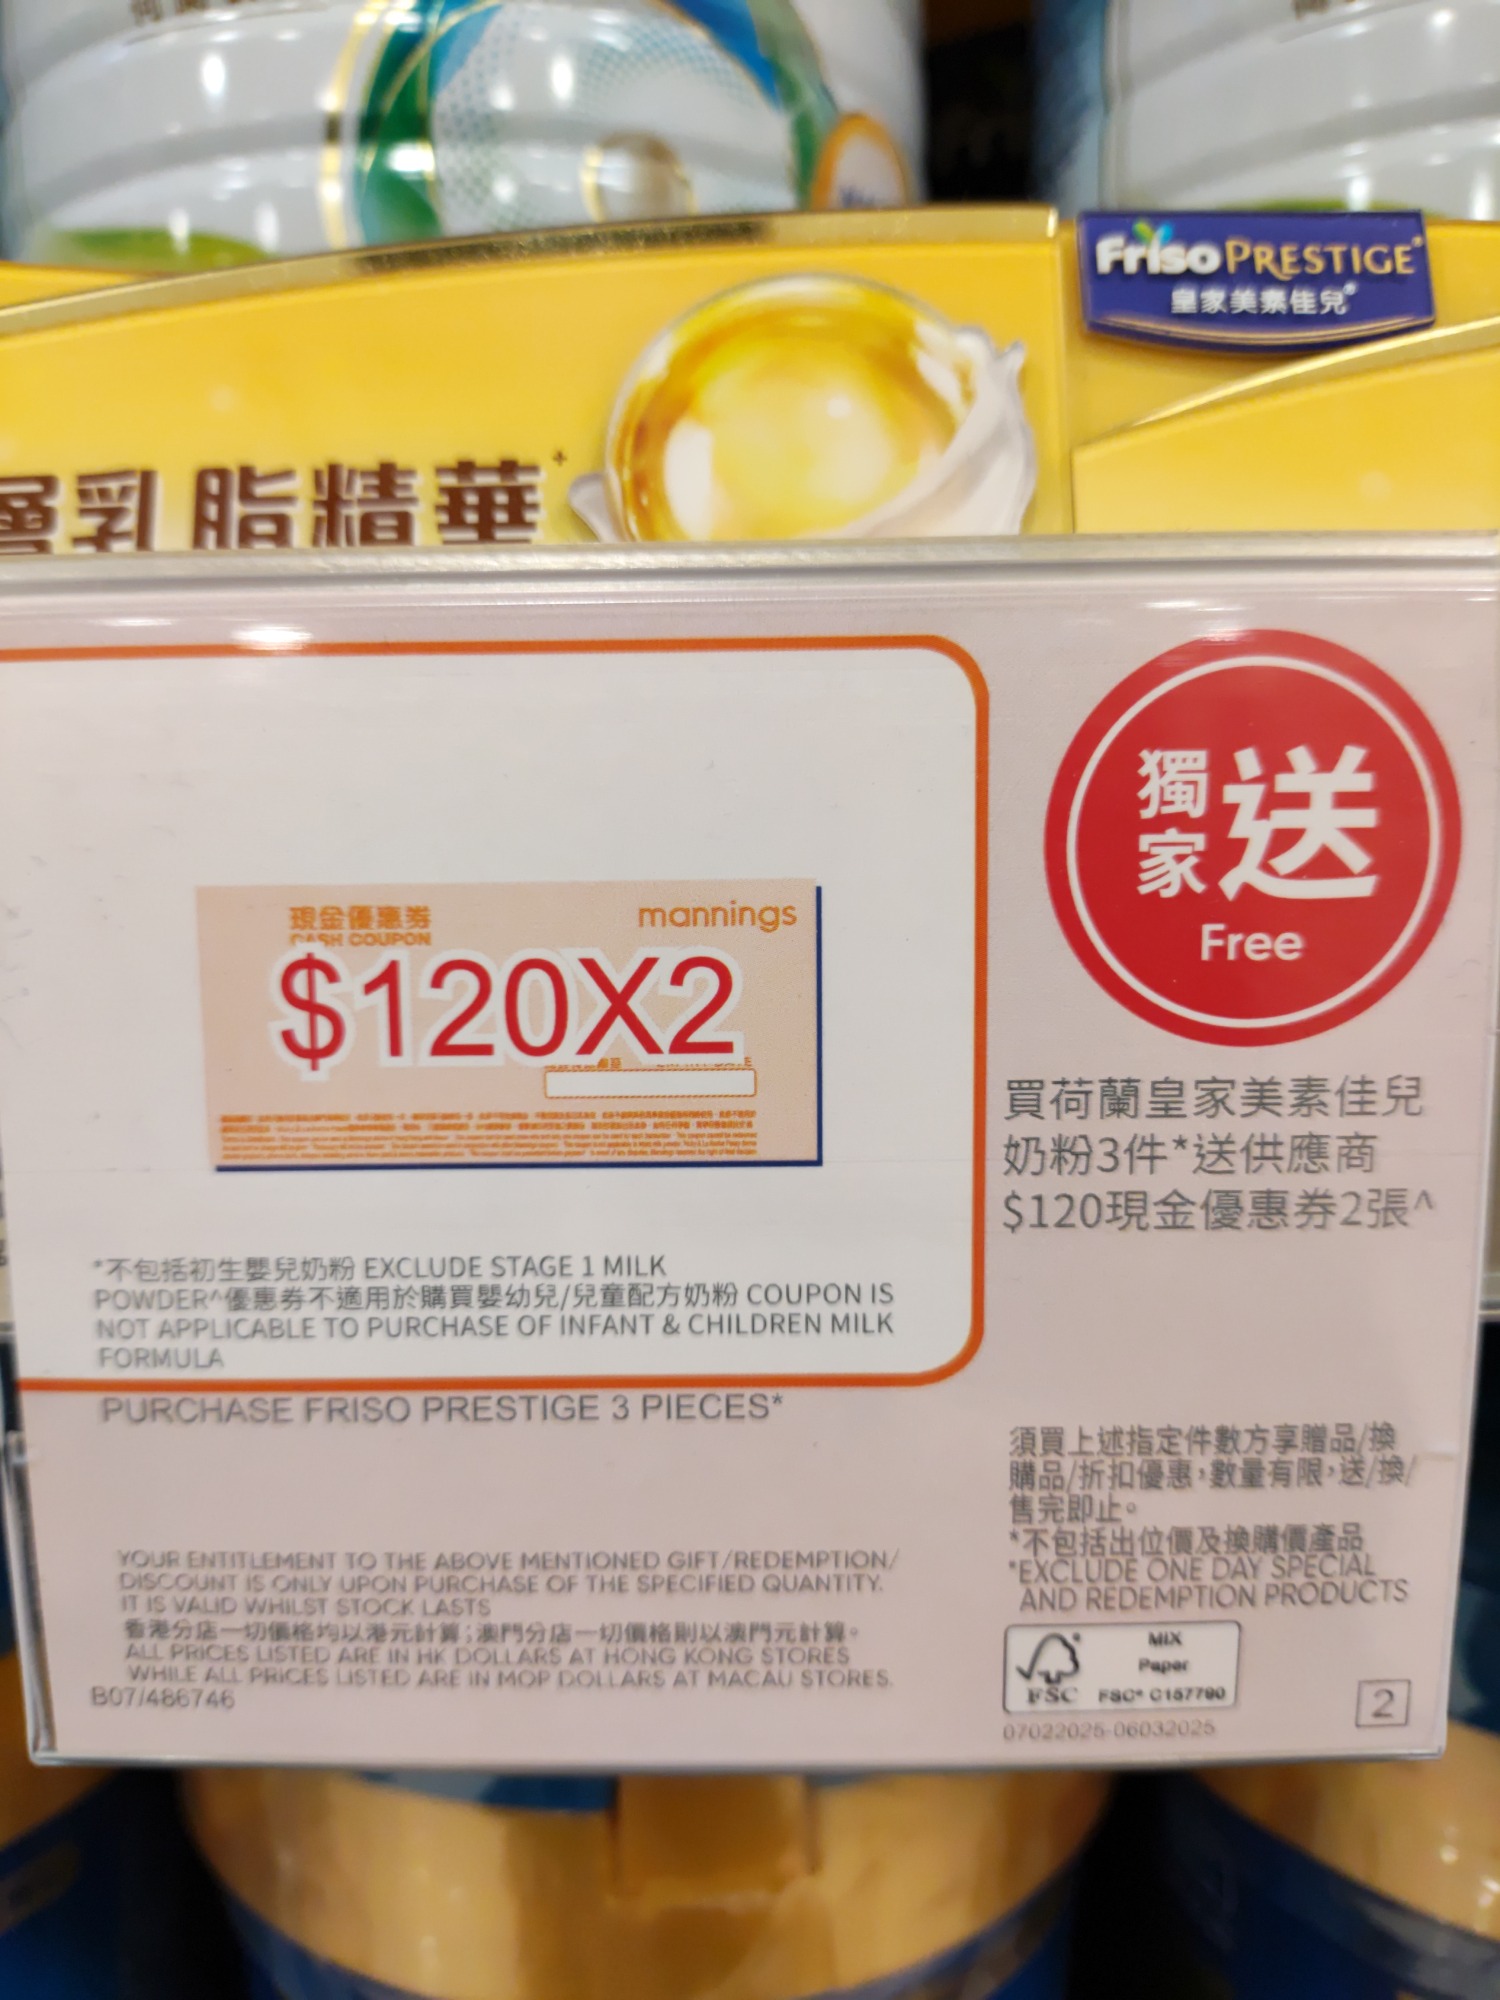 Friso PRESTIGE®
皇家美素佳兒®
層乳脂精華+
獨家送
Free
現金優惠券
mannings
CASH COUPON
$120X2
買荷蘭皇家美素佳兒
奶粉3件*送供應商
$120現金優惠券2張^
*不包括初生嬰兒奶粉 EXCLUDE STAGE 1 MILK
POWDER^優惠券不適用於購買嬰幼兒/兒童配方奶粉 COUPON IS
NOT APPLICABLE TO PURCHASE OF INFANT & CHILDREN MILK
FORMULA
PURCHASE FRISO PRESTIGE 3 PIECES*
須買上述指定件數方享贈品/換
購品/折扣優惠，數量有限，送/換/
售完即止。
*不包括出位價及換購價產品
*EXCLUDE ONE DAY SPECIAL
AND REDEMPTION PRODUCTS
YOUR ENTITLEMENT TO THE ABOVE MENTIONED GIFT/REDEMPTION/
DISCOUNT IS ONLY UPON PURCHASE OF THE SPECIFIED QUANTITY.
IT IS VALID WHILST STOCK LASTS
香港分店一切價格均以港元計算；澳門分店一切價格則以澳門元計算。
ALL PRICES LISTED ARE IN HK DOLLARS AT HONG KONG STORES
WHILE ALL PRICES LISTED ARE IN MOP DOLLARS AT MACAU STORES.
B07/486746
MIX
Paper
FSC
FSC® C157790
07022025-06032025
2